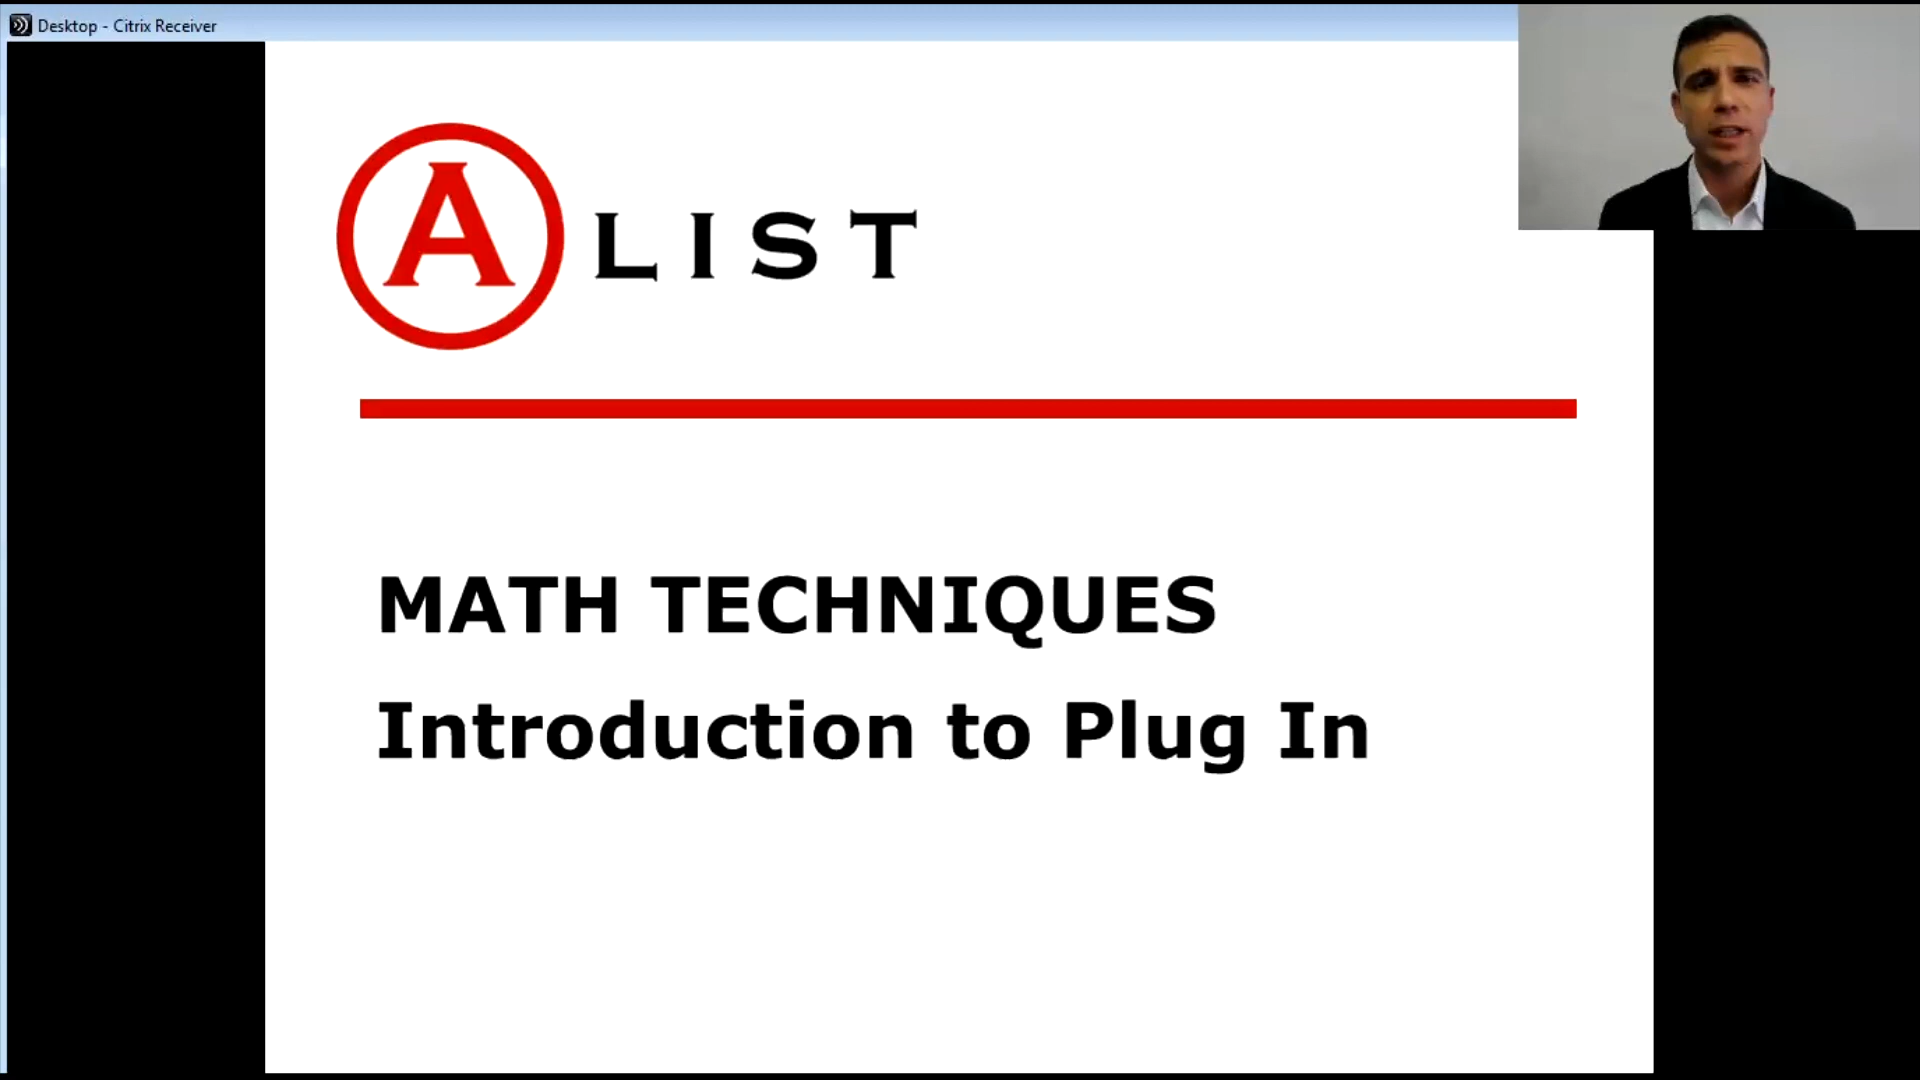 Desktop - Citrix Receiver
A LIST
MATH TECHNIQUES
Introduction to Plug In